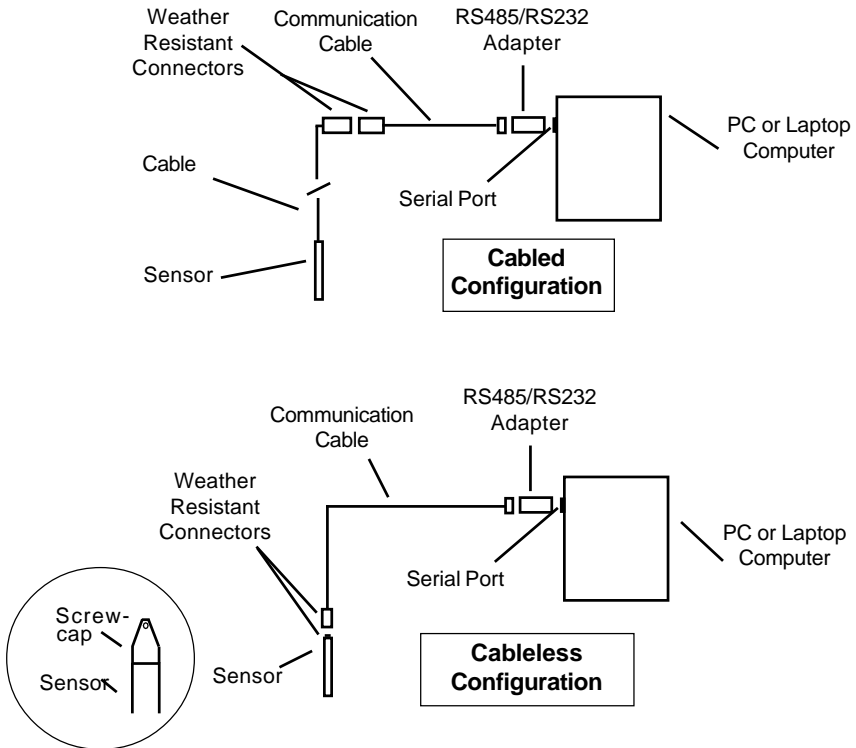 Weather
Resistant
Connectors
Communication
Cable
RS485/RS232
Adapter
PC or Laptop
Computer
Cable
Serial Port
Sensor
Cabled
Configuration
RS485/RS232
Adapter
Communication
Cable
Weather
Resistant
Connectors
PC or Laptop
Computer
Serial Port
Screw-
cap
Sensor
Sensor
Cableless
Configuration